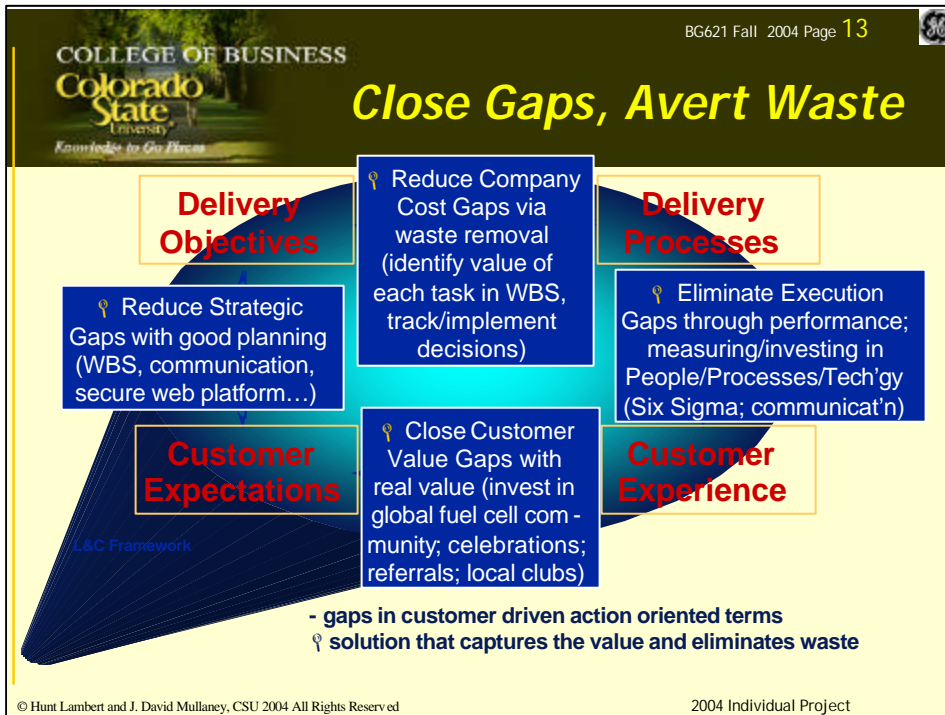 BG621 Fall 2004 Page 13
COLLEGE OF BUSINESS
Colorado
State
University
Knowledge to Go Places
Close Gaps, Avert Waste
Delivery
Objectives
Reduce Company
Cost Gaps via
waste removal
(identify value of
each task in WBS,
track/implement
decisions)
Delivery
Processes
Reduce Strategic
Gaps with good planning
(WBS, communication,
secure web platform…)
Eliminate Execution
Gaps through performance;
measuring/investing in
People/Processes/Tech'gy
(Six Sigma; communicat'n)
Customer
Expectations
Close Customer
Value Gaps with
real value (invest in
global fuel cell com -
munity; celebrations;
referrals; local clubs)
Customer
Experience
L&C Framework
- gaps in customer driven action oriented terms
solution that captures the value and eliminates waste
© Hunt Lambert and J. David Mullaney, CSU 2004 All Rights Reserved
2004 Individual Project